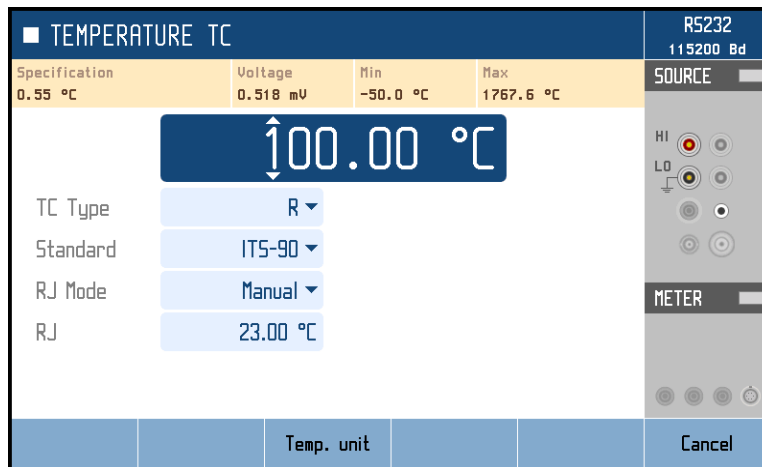 TEMPERATURE TC
RS232
115200 Bd
Specification Voltage Min Max
0.55 °C 0.518 mV -50.0 °C 1767.6 °C
SOURCE
100.00 °C
HI
LO
TC Type R
Standard ITS-90
RJ Mode Manual
RJ 23.00 °C
METER
Temp. unit Cancel